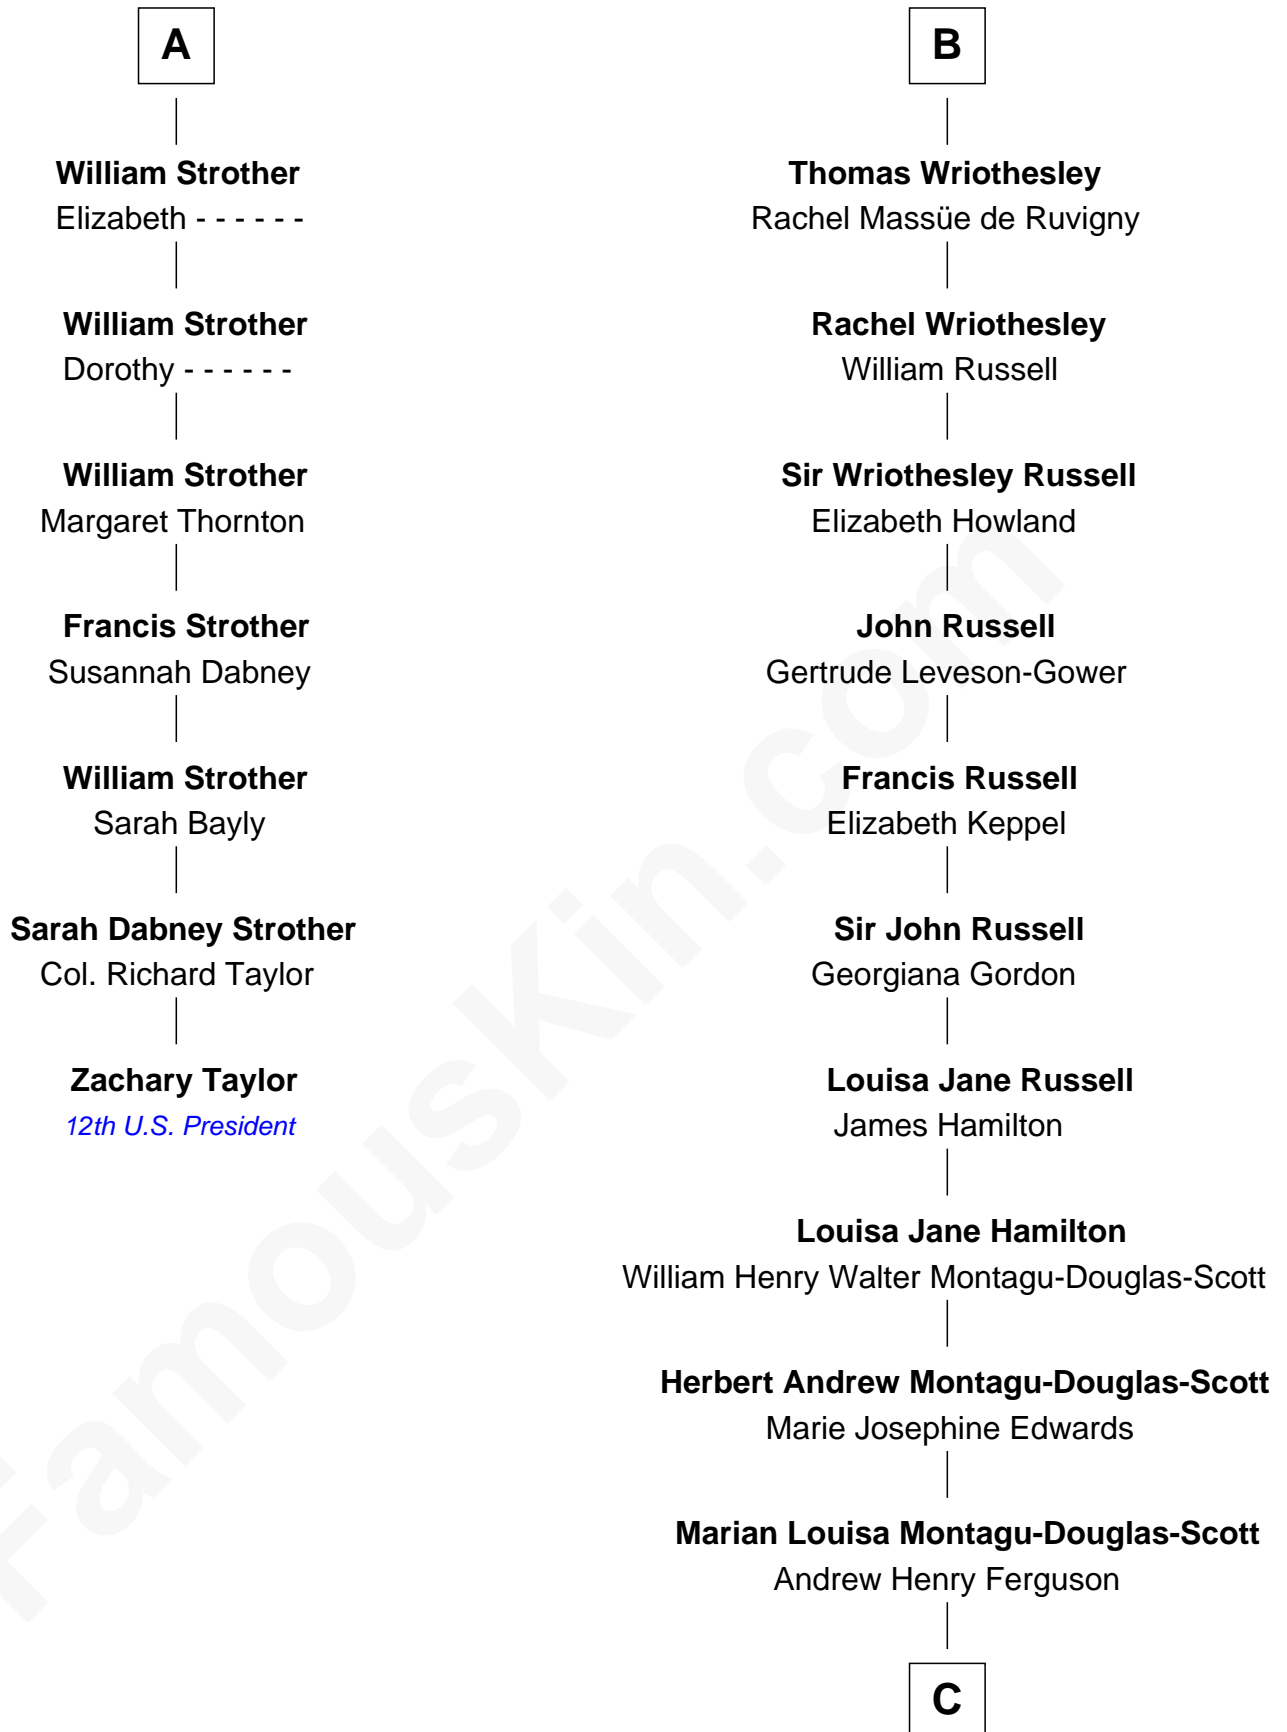 A
William Strother
Elizabeth - - - - - -
William Strother
Dorothy - - - - - -
William Strother
Margaret Thornton
Francis Strother
Susannah Dabney
William Strother
Sarah Bayly
Sarah Dabney Strother
Col. Richard Taylor
Zachary Taylor
12th U.S. President
B
Thomas Wriothesley
Rachel Massüe de Ruvigny
Rachel Wriothesley
William Russell
Sir Wriothesley Russell
Elizabeth Howland
John Russell
Gertrude Leveson-Gower
Francis Russell
Elizabeth Keppel
Sir John Russell
Georgiana Gordon
Louisa Jane Russell
James Hamilton
Louisa Jane Hamilton
William Henry Walter Montagu-Douglas-Scott
Herbert Andrew Montagu-Douglas-Scott
Marie Josephine Edwards
Marian Louisa Montagu-Douglas-Scott
Andrew Henry Ferguson
C
FamousKin.com